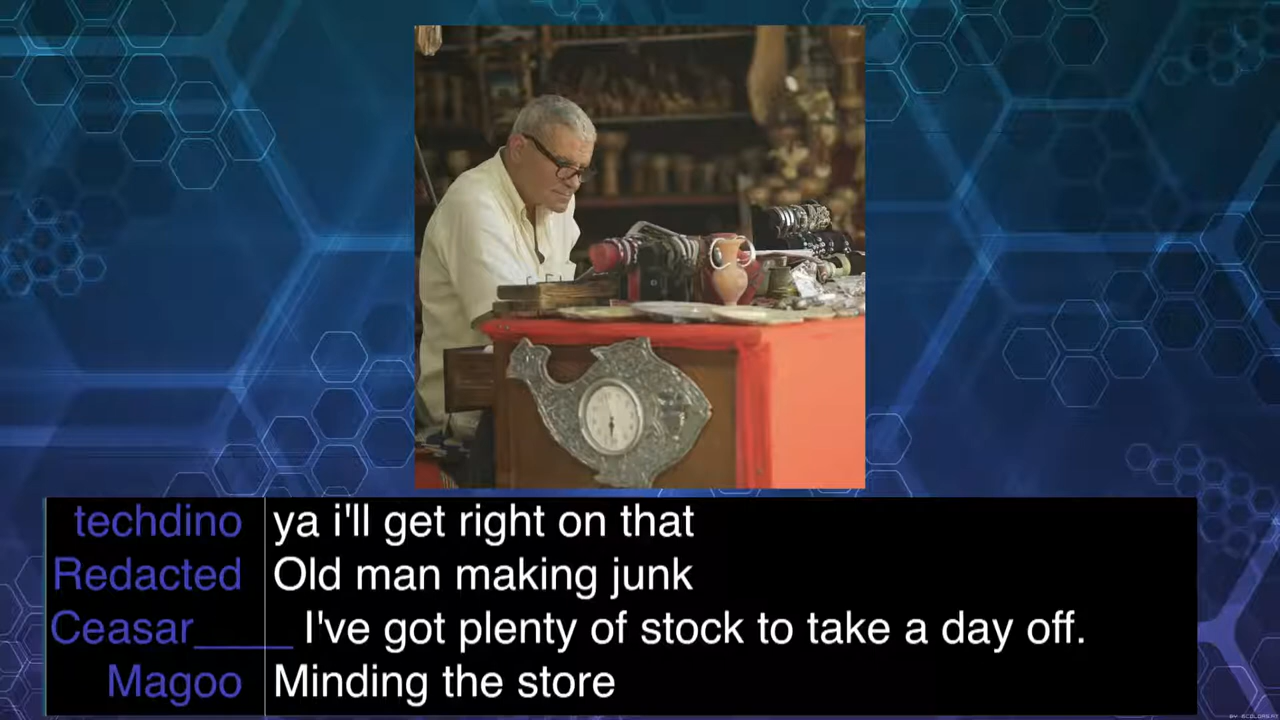 techdino ya i'll get right on that
Redacted Old man making junk
Ceasar_____ I've got plenty of stock to take a day off.
Magoo Minding the store